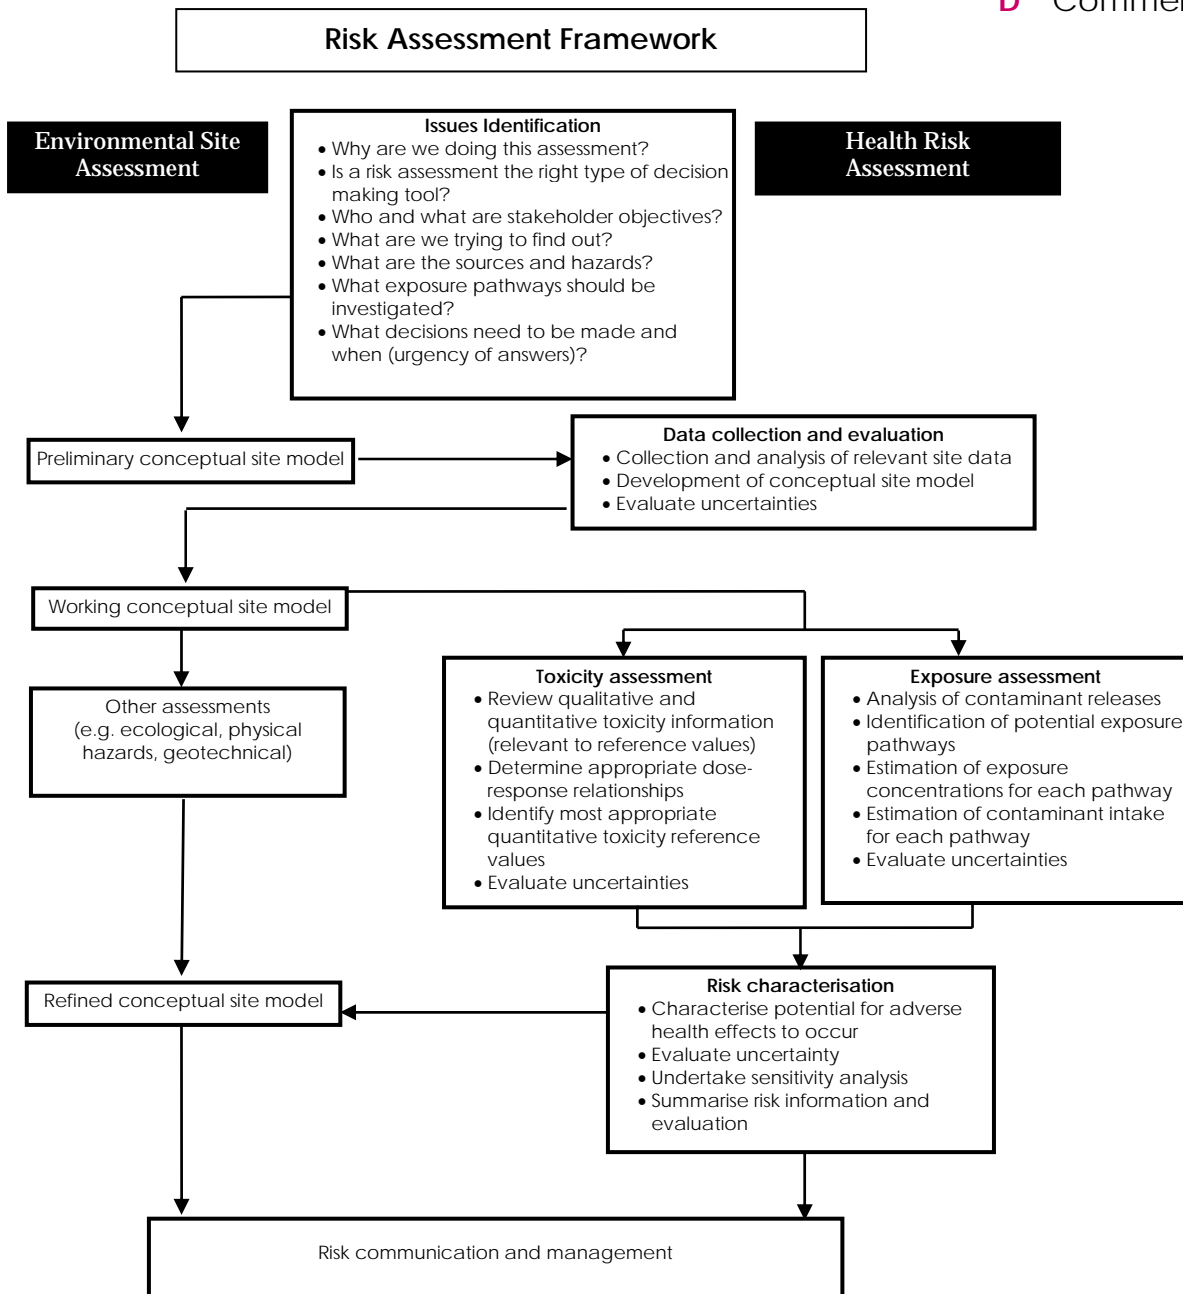 D
Risk Assessment Framework
Environmental Site
Assessment
Issues Identification
• Why are we doing this assessment?
• Is a risk assessment the right type of decision
making tool?
• Who and what are stakeholder objectives?
• What are we trying to find out?
• What are the sources and hazards?
• What exposure pathways should be
investigated?
• What decisions need to be made and
when (urgency of answers)?
Health Risk
Assessment
Preliminary conceptual site model
Data collection and evaluation
• Collection and analysis of relevant site data
• Development of conceptual site model
• Evaluate uncertainties
Working conceptual site model
Other assessments
(e.g. ecological, physical
hazards, geotechnical)
Toxicity assessment
• Review qualitative and
quantitative toxicity information
(relevant to reference values)
• Determine appropriate dose-
response relationships
• Identify most appropriate
quantitative toxicity reference
values
• Evaluate uncertainties
Exposure assessment
• Analysis of contaminant releases
• Identification of potential exposure
pathways
• Estimation of exposure
concentrations for each pathway
• Estimation of contaminant intake
for each pathway
• Evaluate uncertainties
Refined conceptual site model
Risk characterisation
• Characterise potential for adverse
health effects to occur
• Evaluate uncertainty
• Undertake sensitivity analysis
• Summarise risk information and
evaluation
Risk communication and management